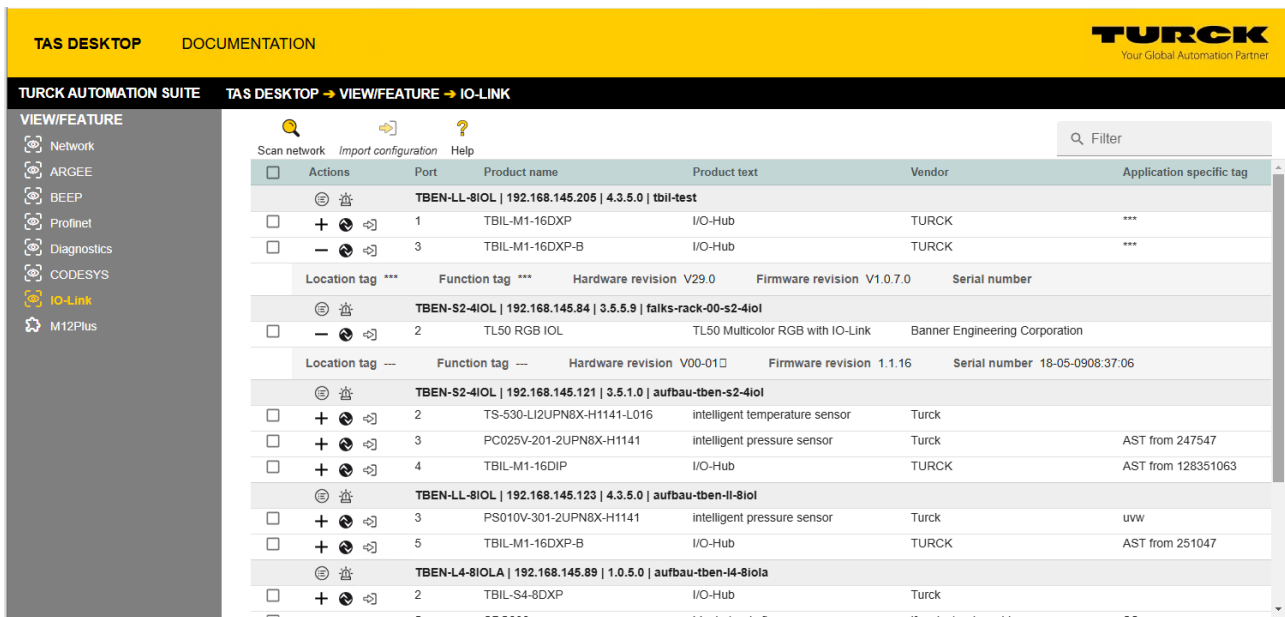 TAS DESKTOP DOCUMENTATION
TURCK
Your Global Automation Partner
TURCK AUTOMATION SUITE TAS DESKTOP ➔ VIEW/FEATURE ➔ IO-LINK
VIEW/FEATURE
Network
ARGEE
BEEP
Profinet
Diagnostics
CODESYS
IO-Link
M12Plus
Scan network Import configuration Help
Filter
Actions Port Product name Product text Vendor Application specific tag
TBEN-LL-8IOL | 192.168.145.205 | 4.3.5.0 | tbil-test
1 TBIL-M1-16DXP I/O-Hub TURCK ***
3 TBIL-M1-16DXP-B I/O-Hub TURCK ***
Location tag *** Function tag *** Hardware revision V29.0 Firmware revision V1.0.7.0 Serial number
TBEN-S2-4IOL | 192.168.145.84 | 3.5.5.9 | falks-rack-00-s2-4iol
2 TL50 RGB IOL TL50 Multicolor RGB with IO-Link Banner Engineering Corporation
Location tag --- Function tag --- Hardware revision V00-01▯ Firmware revision 1.1.16 Serial number 18-05-0908:37:06
TBEN-S2-4IOL | 192.168.145.121 | 3.5.1.0 | aufbau-tben-s2-4iol
2 TS-530-LI2UPN8X-H1141-L016 intelligent temperature sensor Turck
3 PC025V-201-2UPN8X-H1141 intelligent pressure sensor Turck AST from 247547
4 TBIL-M1-16DIP I/O-Hub TURCK AST from 128351063
TBEN-LL-8IOL | 192.168.145.123 | 4.3.5.0 | aufbau-tben-ll-8iol
3 PS010V-301-2UPN8X-H1141 intelligent pressure sensor Turck uvw
5 TBIL-M1-16DXP-B I/O-Hub TURCK AST from 251047
TBEN-L4-8IOLA | 192.168.145.89 | 1.0.5.0 | aufbau-tben-l4-8iola
2 TBIL-S4-8DXP I/O-Hub Turck